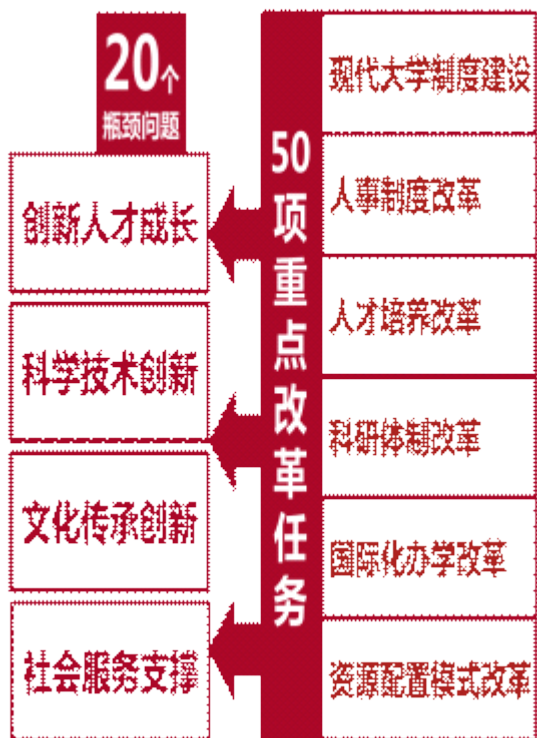 20个
瓶颈问题
创新人才成长
科学技术创新
文化传承创新
社会服务支撑
50项重点改革任务
现代大学制度建设
人事制度改革
人才培养改革
科研体制改革
国际化办学改革
资源配置模式改革